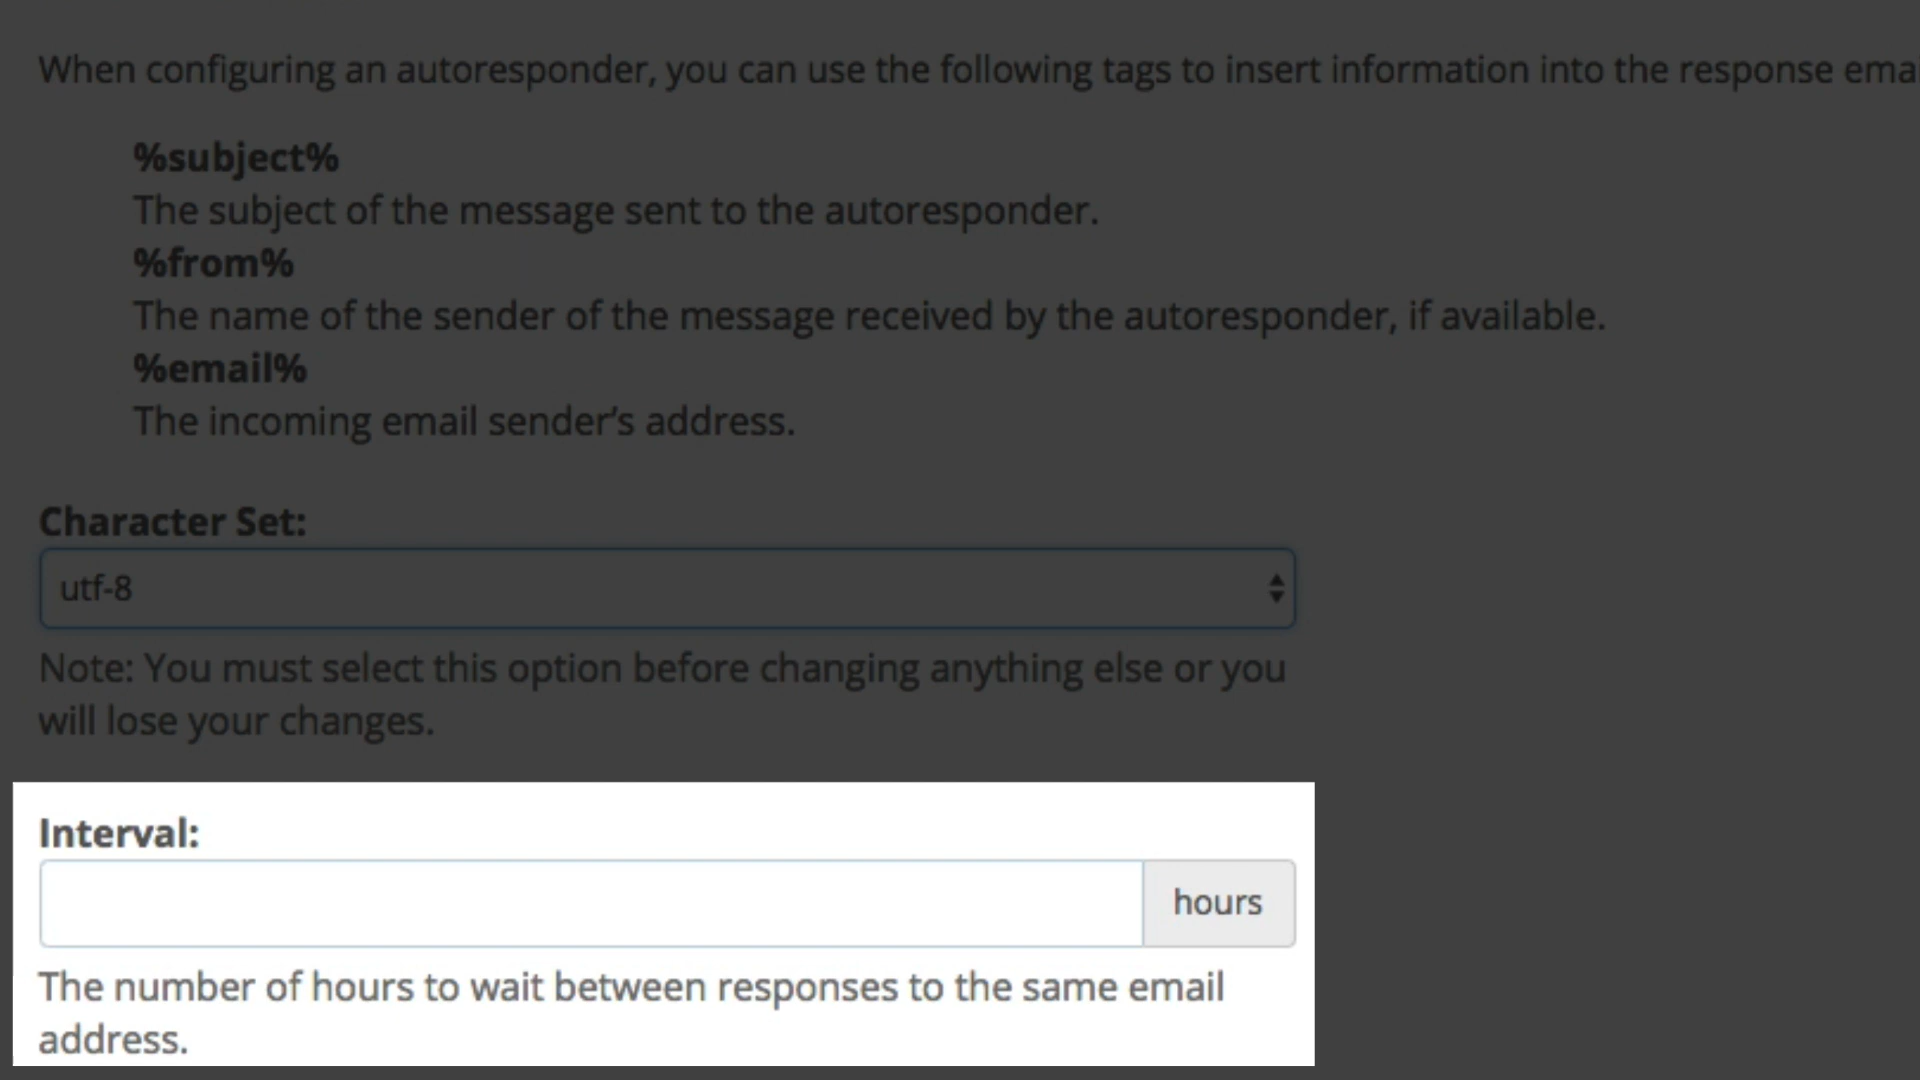 When configuring an autoresponder, you can use the following tags to insert information into the response ema
%subject%
The subject of the message sent to the autoresponder.
%from%
The name of the sender of the message received by the autoresponder, if available.
%email%
The incoming email sender’s address.
Character Set:
utf-8
Note: You must select this option before changing anything else or you
will lose your changes.
Interval:
hours
The number of hours to wait between responses to the same email
address.